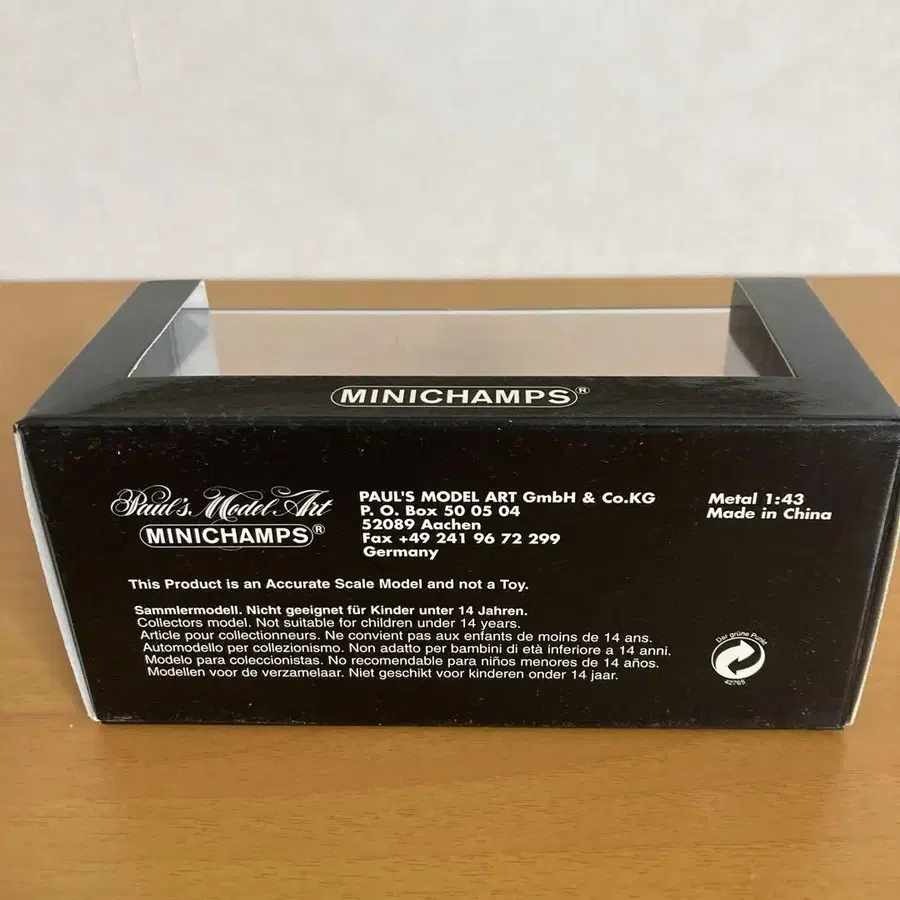 MINICHAMPS®
Paul's Model Art
MINICHAMPS®
PAUL'S MODEL ART GmbH & Co.KG
P. O. Box 50 05 04
52089 Aachen
Fax +49 241 96 72 299
Germany
Metal 1:43
Made in China
This Product is an Accurate Scale Model and not a Toy.
Sammlermodell. Nicht geeignet für Kinder unter 14 Jahren.
Collectors model. Not suitable for children under 14 years.
Article pour collectionneurs. Ne convient pas aux enfants de moins de 14 ans.
Automodello per collezionismo. Non adatto per bambini di età inferiore a 14 anni.
Modelo para coleccionistas. No recomendable para niños menores de 14 años.
Modellen voor de verzamelaar. Niet geschikt voor kinderen onder 14 jaar.
Der grüne Punkt
42765